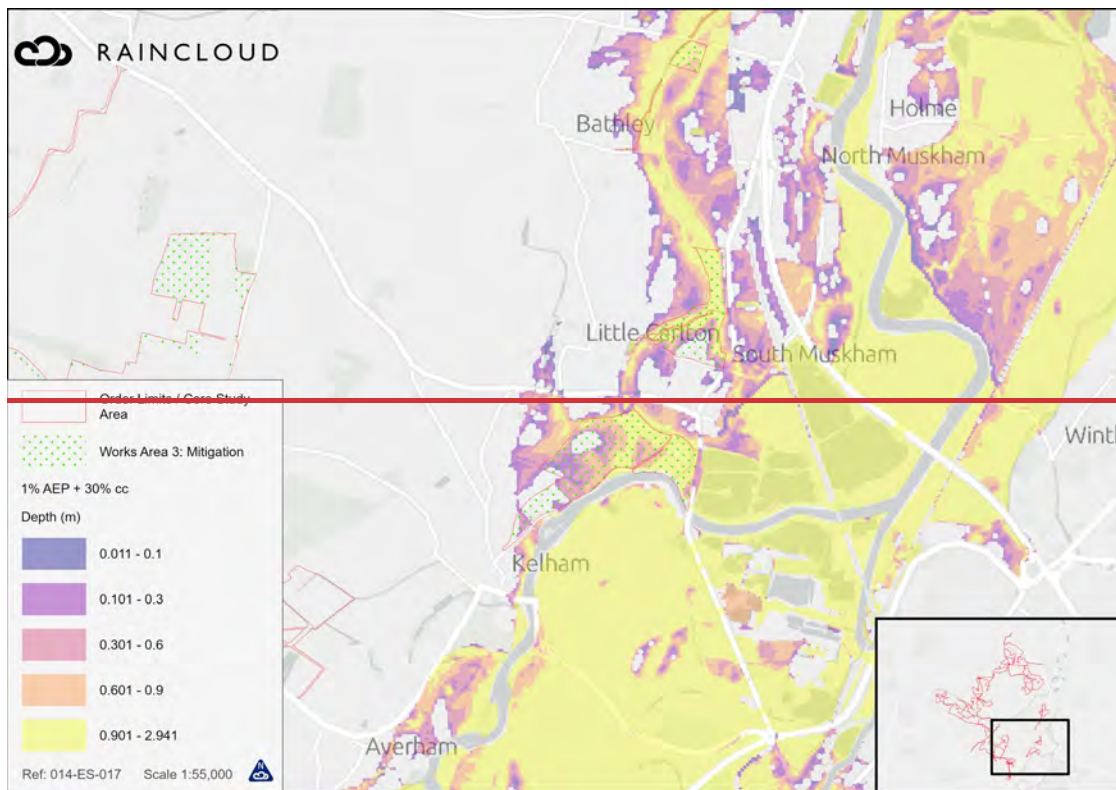 RAINCLOUD
Bathley
Holme
North Muskham
Little Carlton
South Muskham
Winth
Kelham
Averham
Order Limits / Core Study
Area
Works Area 3: Mitigation
1% AEP + 30% cc
Depth (m)
0.011 - 0.1
0.101 - 0.3
0.301 - 0.6
0.601 - 0.9
0.901 - 2.941
Ref: 014-ES-017 Scale 1:55,000
N